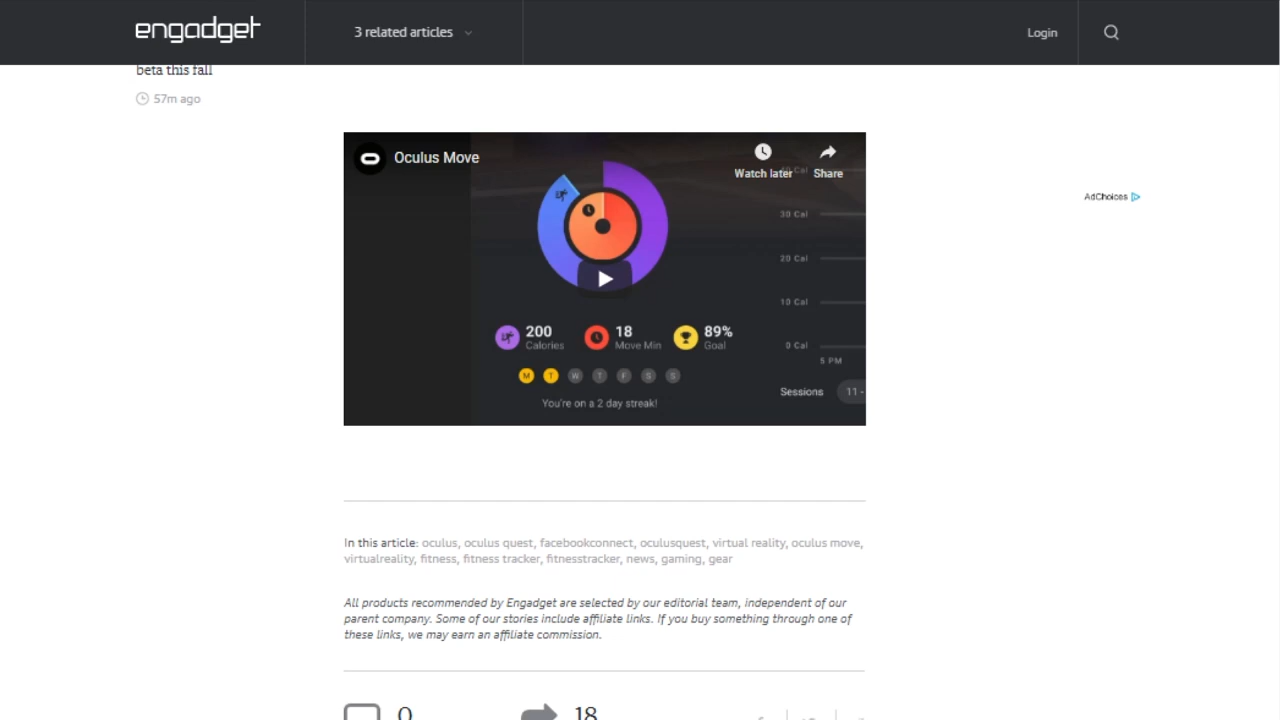 engadget
3 related articles
Login
beta this fall
57m ago
Oculus Move
Watch later
Share
40 Cal
30 Cal
20 Cal
10 Cal
0 Cal
5 PM
200
Calories
18
Move Min
89%
Goal
M T W T F S S
You're on a 2 day streak!
Sessions
11 -
AdChoices
In this article: oculus, oculus quest, facebookconnect, oculusquest, virtual reality, oculus move,
virtualreality, fitness, fitness tracker, fitnesstracker, news, gaming, gear
All products recommended by Engadget are selected by our editorial team, independent of our
parent company. Some of our stories include affiliate links. If you buy something through one of
these links, we may earn an affiliate commission.
0
18